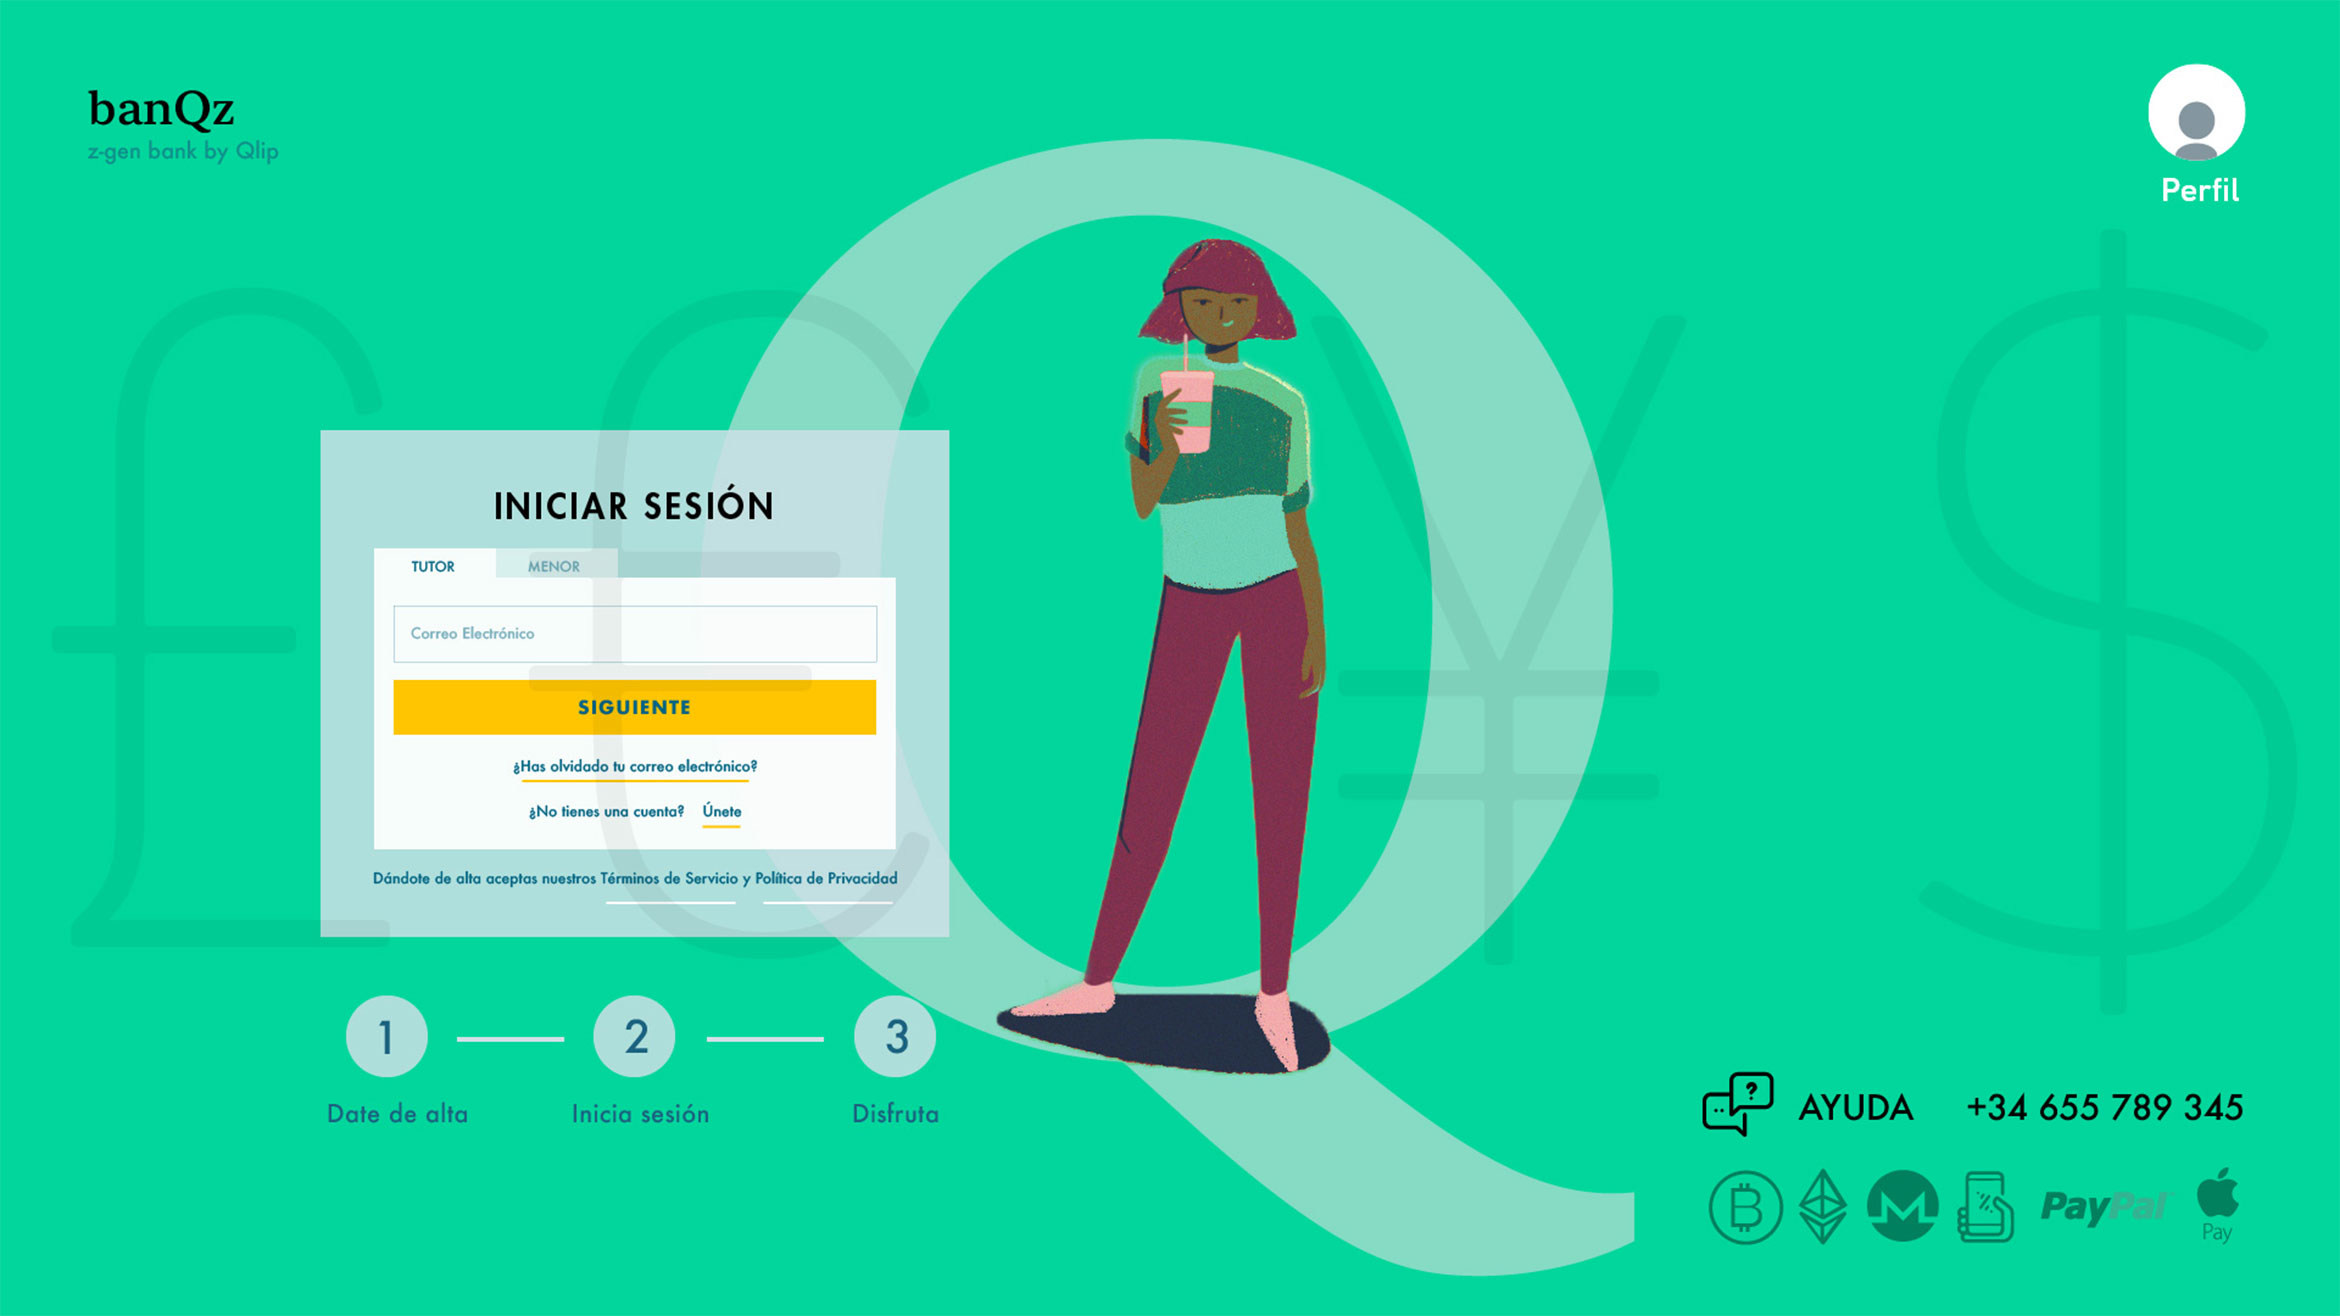 banQz
z-gen bank by Qlip
Perfil
INICIAR SESIÓN
TUTOR MENOR
Correo Electrónico
SIGUIENTE
¿Has olvidado tu correo electrónico?
¿No tienes una cuenta? Únete
Dándote de alta aceptas nuestros Términos de Servicio y Política de Privacidad
1 2 3
Date de alta Inicia sesión Disfruta
AYUDA +34 655 789 345
PayPal
Pay